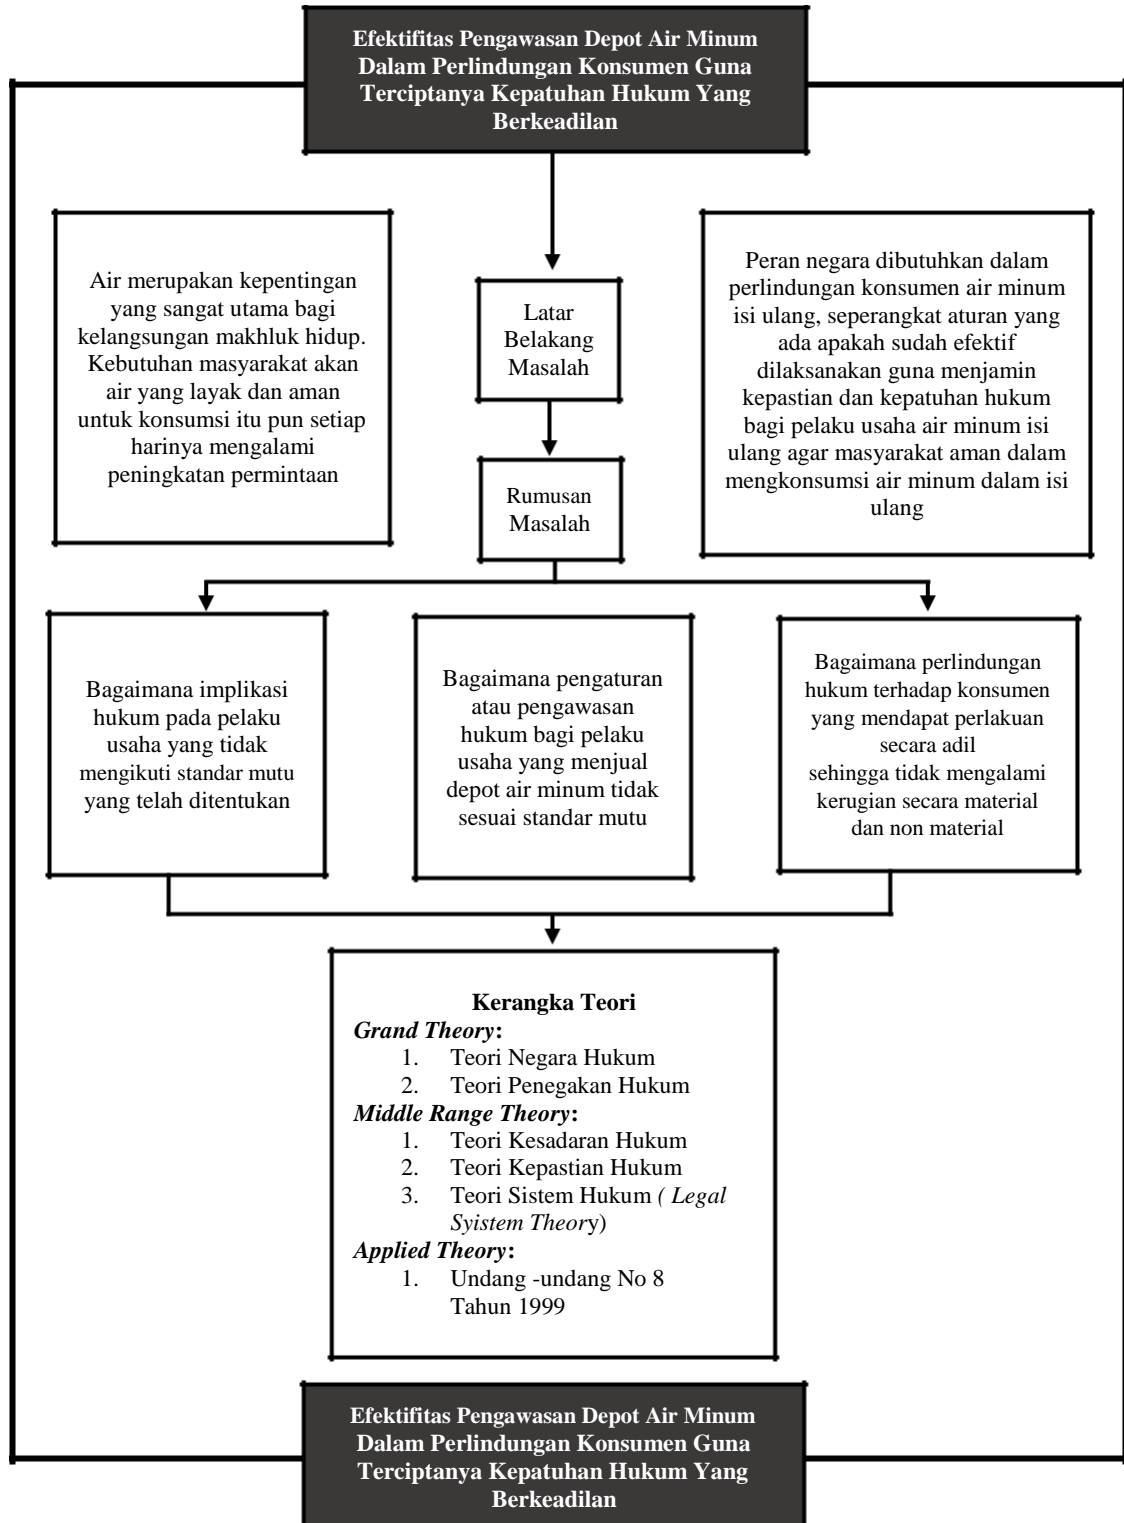 Efektifitas Pengawasan Depot Air Minum
Dalam Perlindungan Konsumen Guna
Terciptanya Kepatuhan Hukum Yang
Berkeadilan
Air merupakan kepentingan
yang sangat utama bagi
kelangsungan makhluk hidup.
Kebutuhan masyarakat akan
air yang layak dan aman
untuk konsumsi itu pun setiap
harinya mengalami
peningkatan permintaan
Latar
Belakang
Masalah
Peran negara dibutuhkan dalam
perlindungan konsumen air minum
isi ulang, seperangkat aturan yang
ada apakah sudah efektif
dilaksanakan guna menjamin
kepastian dan kepatuhan hukum
bagi pelaku usaha air minum isi
ulang agar masyarakat aman dalam
mengkonsumsi air minum dalam isi
ulang
Rumusan
Masalah
Bagaimana implikasi
hukum pada pelaku
usaha yang tidak
mengikuti standar mutu
yang telah ditentukan
Bagaimana pengaturan
atau pengawasan
hukum bagi pelaku
usaha yang menjual
depot air minum tidak
sesuai standar mutu
Bagaimana perlindungan
hukum terhadap konsumen
yang mendapat perlakuan
secara adil
sehingga tidak mengalami
kerugian secara material
dan non material
Kerangka Teori
Grand Theory:
1. Teori Negara Hukum
2. Teori Penegakan Hukum
Middle Range Theory:
1. Teori Kesadaran Hukum
2. Teori Kepastian Hukum
3. Teori Sistem Hukum ( Legal
Syistem Theory)
Applied Theory:
1. Undang -undang No 8
Tahun 1999
Efektifitas Pengawasan Depot Air Minum
Dalam Perlindungan Konsumen Guna
Terciptanya Kepatuhan Hukum Yang
Berkeadilan